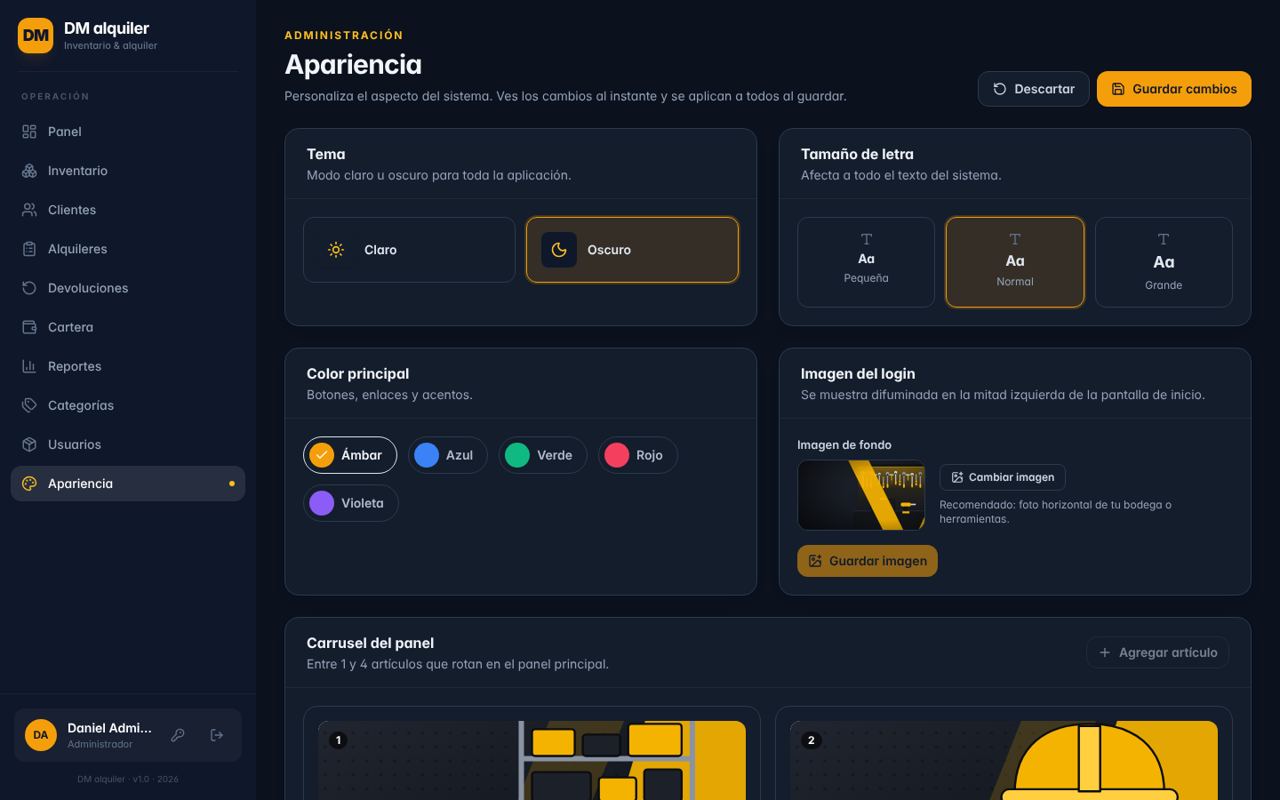 DM
DM alquiler
Inventario & alquiler
OPERACIÓN
Panel
Inventario
Clientes
Alquileres
Devoluciones
Cartera
Reportes
Categorías
Usuarios
Apariencia
DA
Daniel Admi...
Administrador
DM alquiler · v1.0 · 2026
ADMINISTRACIÓN
Apariencia
Personaliza el aspecto del sistema. Ves los cambios al instante y se aplican a todos al guardar.
Descartar
Guardar cambios
Tema
Modo claro u oscuro para toda la aplicación.
Claro
Oscuro
Tamaño de letra
Afecta a todo el texto del sistema.
Aa
Pequeña
Aa
Normal
Aa
Grande
Color principal
Botones, enlaces y acentos.
Ámbar
Azul
Verde
Rojo
Violeta
Imagen del login
Se muestra difuminada en la mitad izquierda de la pantalla de inicio.
Imagen de fondo
Cambiar imagen
Recomendado: foto horizontal de tu bodega o
herramientas.
Guardar imagen
Carrusel del panel
Entre 1 y 4 artículos que rotan en el panel principal.
Agregar artículo
1
2